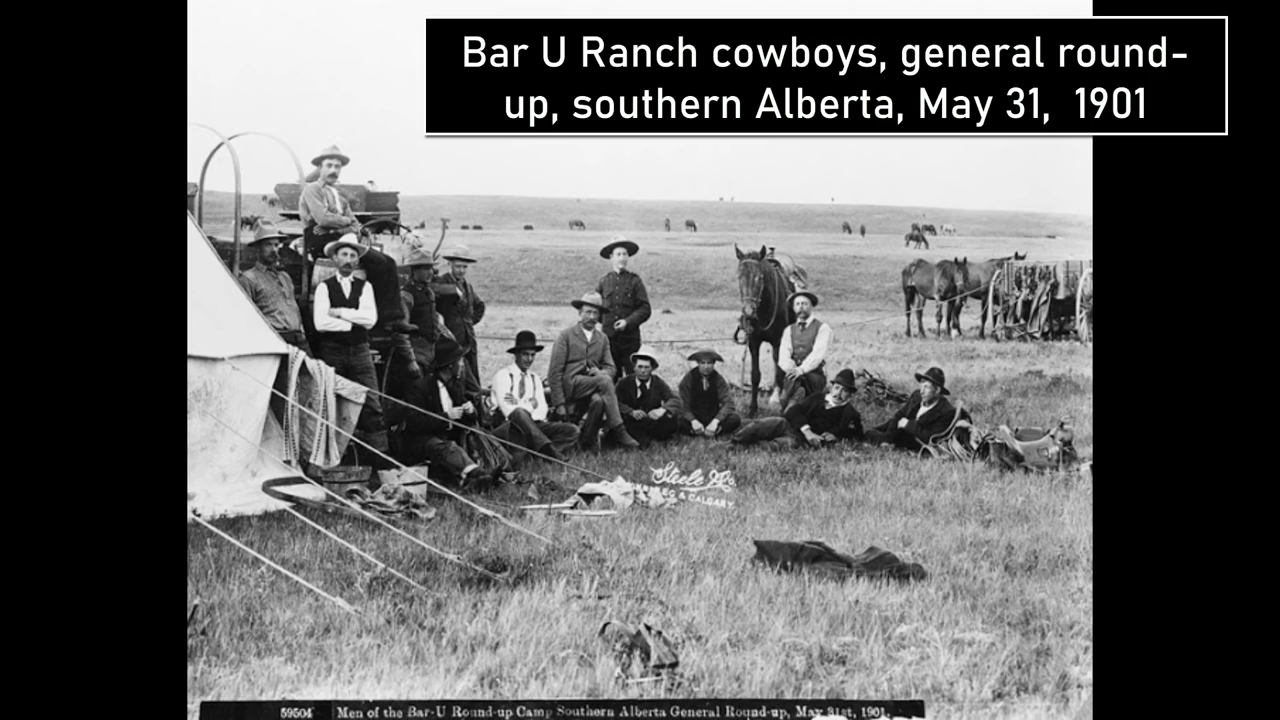 Bar U Ranch cowboys, general round-
up, southern Alberta, May 31, 1901
Steele & Co.
& CALGARY.
59504 Men of the Bar-U Round-up Camp Southern Alberta General Round-up, May 31st, 1901.